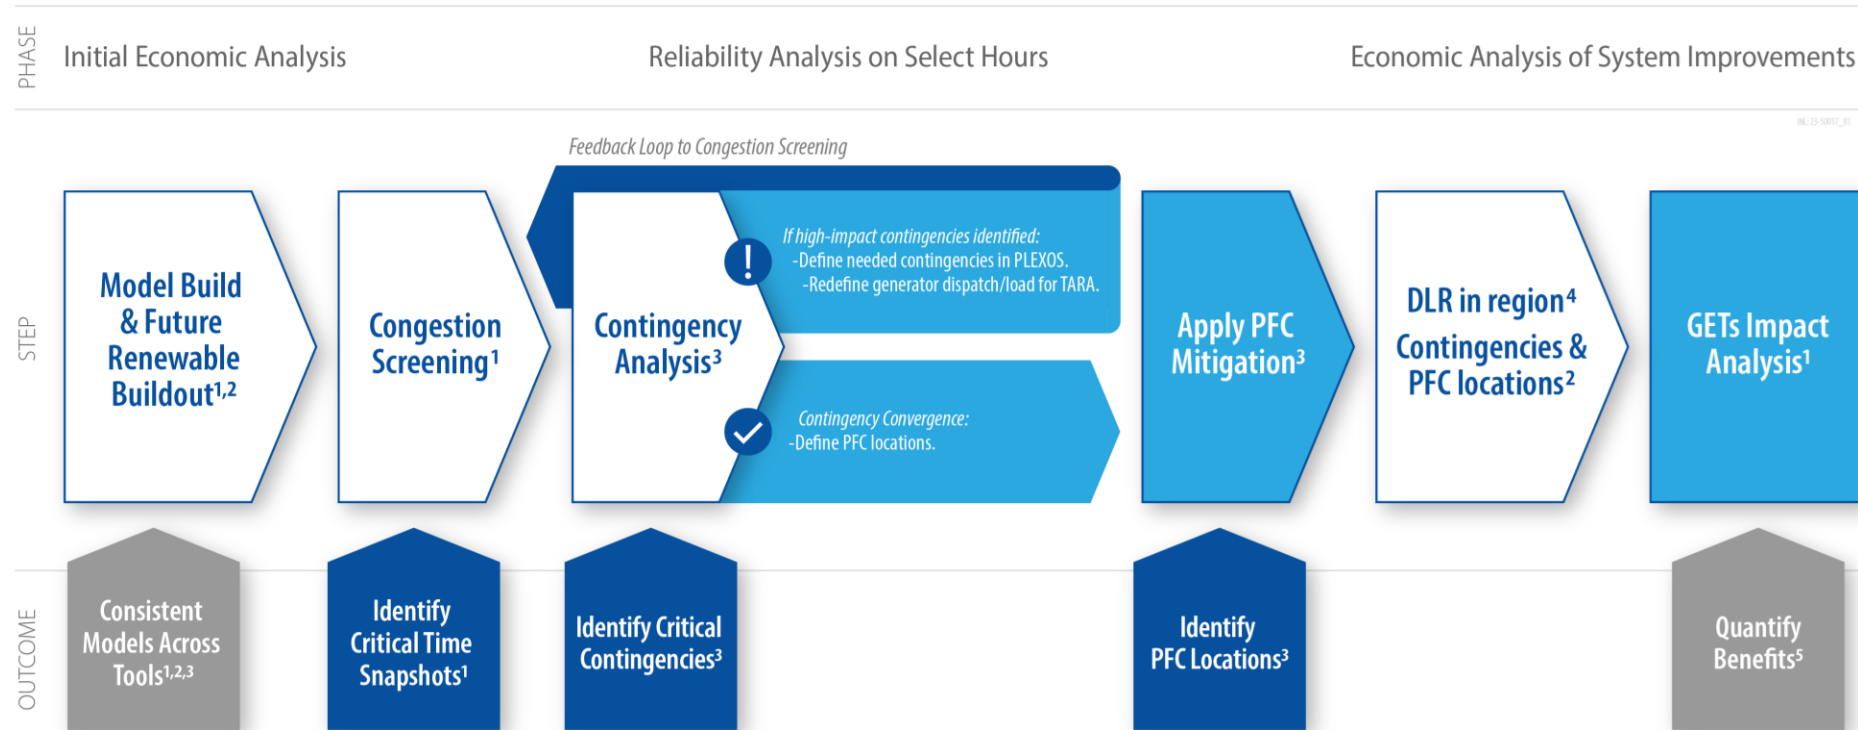 PHASE
Initial Economic Analysis
Reliability Analysis on Select Hours
Economic Analysis of System Improvements
INL: 23-50017_R1
Feedback Loop to Congestion Screening
STEP
Model Build
& Future
Renewable
Buildout¹,²
Congestion
Screening¹
Contingency
Analysis³
!
If high-impact contingencies identified:
-Define needed contingencies in PLEXOS.
-Redefine generator dispatch/load for TARA.
Contingency Convergence:
-Define PFC locations.
Apply PFC
Mitigation³
DLR in region⁴
Contingencies &
PFC locations²
GETs Impact
Analysis¹
OUTCOME
Consistent
Models Across
Tools¹,²,³
Identify
Critical Time
Snapshots¹
Identify Critical
Contingencies³
Identify
PFC Locations³
Quantify
Benefits⁵